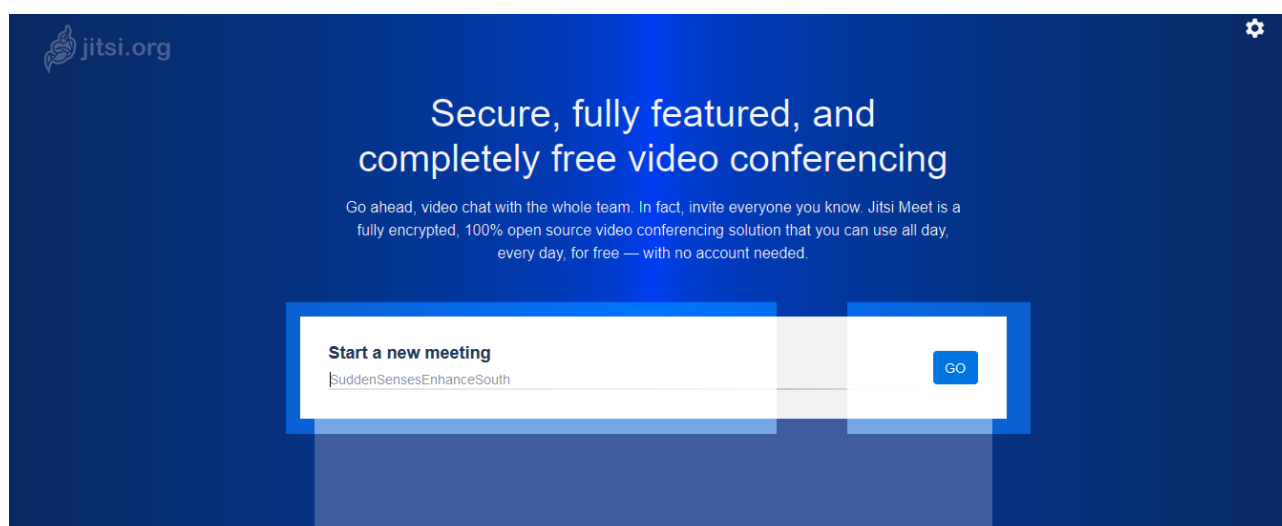 jitsi.org
Secure, fully featured, and
completely free video conferencing
Go ahead, video chat with the whole team. In fact, invite everyone you know. Jitsi Meet is a
fully encrypted, 100% open source video conferencing solution that you can use all day,
every day, for free — with no account needed.
Start a new meeting
SuddenSensesEnhanceSouth
GO